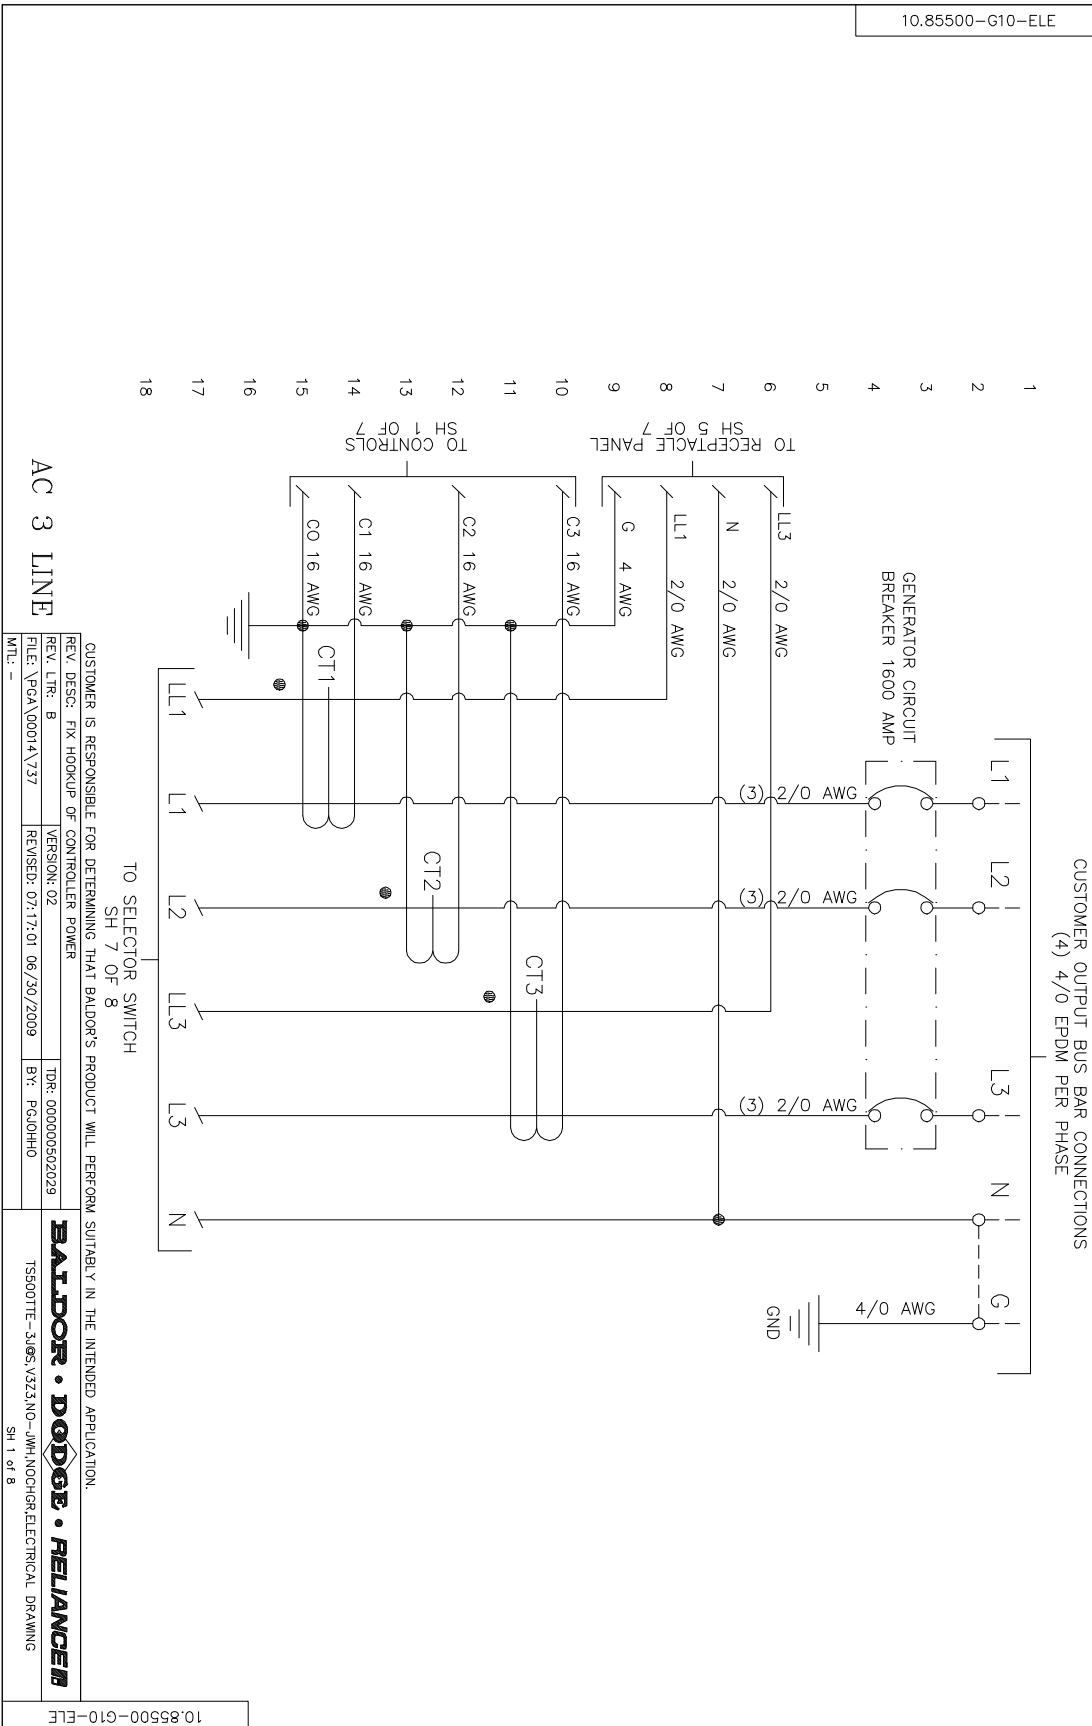 10.85500-G10-ELE
CUSTOMER OUTPUT BUS BAR CONNECTIONS
(4) 4/0 EPDM PER PHASE
L1
L2
L3
N
G
1
2
3
4
5
6
7
8
9
10
11
12
13
14
15
16
17
18
GENERATOR CIRCUIT
BREAKER 1600 AMP
(3) 2/0 AWG
(3) 2/0 AWG
(3) 2/0 AWG
4/0 AWG
GND
TO RECEPTACLE PANEL
SH 5 OF 7
LL3 2/0 AWG
N 2/0 AWG
LL1 2/0 AWG
G 4 AWG
TO CONTROLS
SH 1 OF 7
C3 16 AWG
C2 16 AWG
C1 16 AWG
C0 16 AWG
CT1
CT2
CT3
LL1
L1
L2
LL3
L3
N
TO SELECTOR SWITCH
SH 7 OF 8
AC 3 LINE
CUSTOMER IS RESPONSIBLE FOR DETERMINING THAT BALDOR'S PRODUCT WILL PERFORM SUITABLY IN THE INTENDED APPLICATION.
REV. DESC: FIX HOOKUP OF CONTROLLER POWER
REV. LTR: B
VERSION: 02
TDR: 000000502029
FILE: \PGA\00014\737
REVISED: 07:17:01 06/30/2009
BY: PGJOHHO
MTL: -
BALDOR • DODGE • RELIANCE
TS500TTE-3J@S,V3Z3,NO-JWH,NOCHGR,ELECTRICAL DRAWING
SH 1 of 8
10.85500-G10-ELE